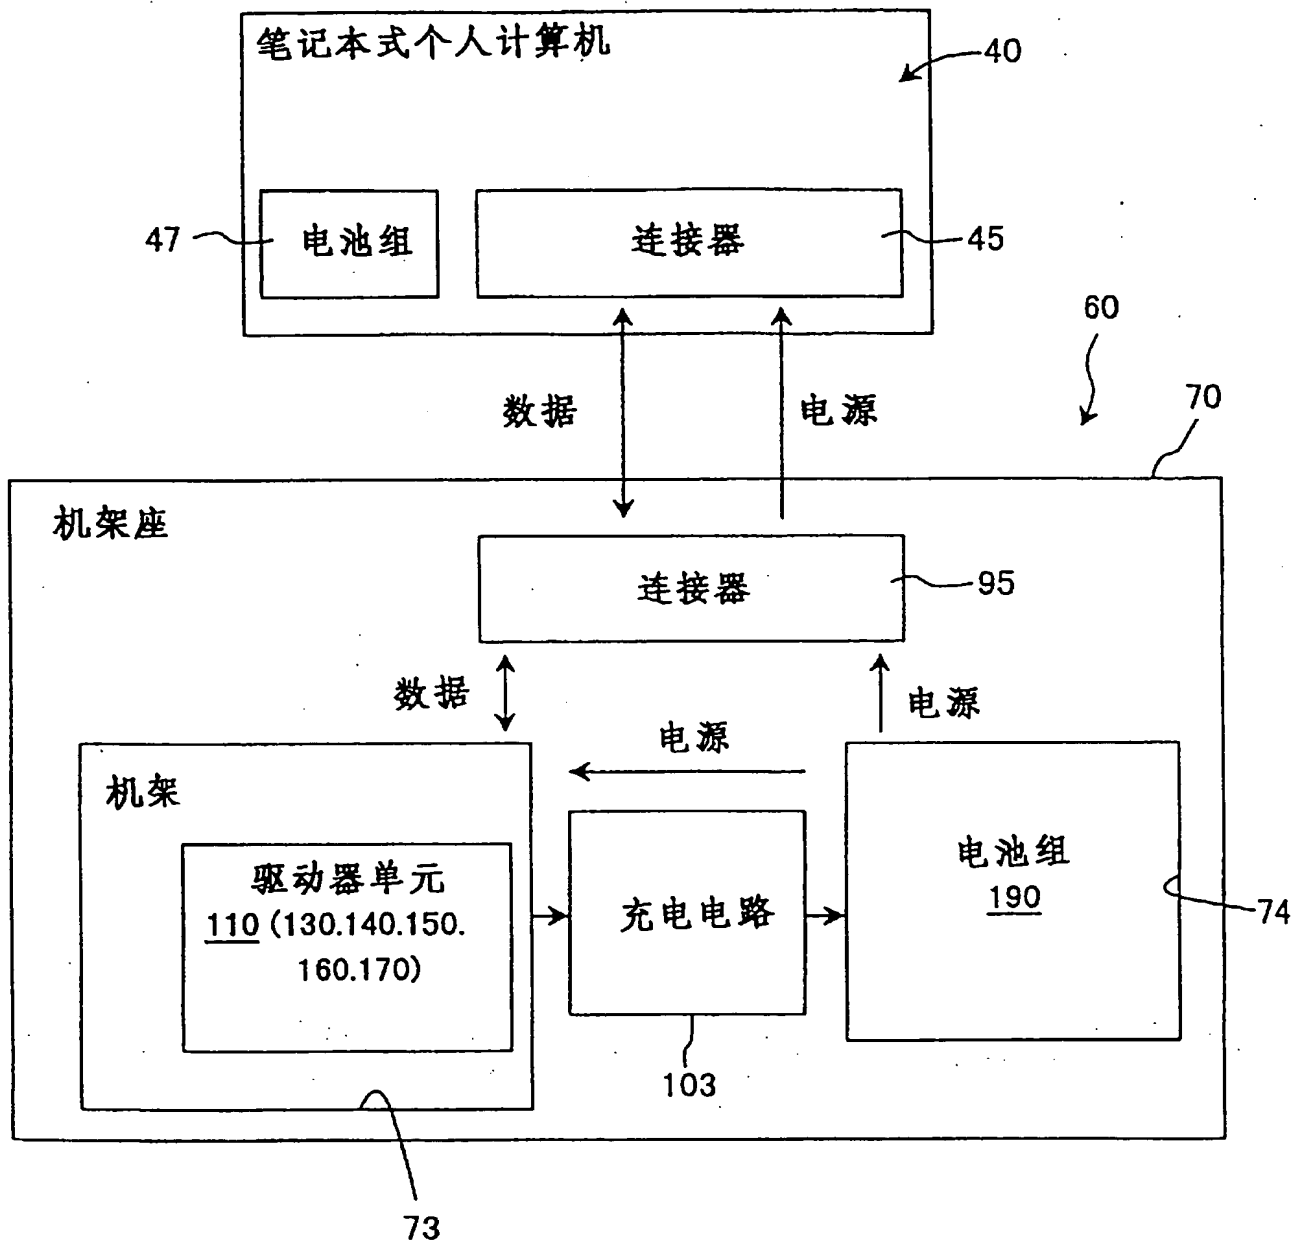 笔记本式个人计算机
40
47
电池组
连接器
45
60
数据
电源
70
机架座
连接器
95
数据
电源
电源
机架
驱动器单元
110 (130.140.150.
160.170)
充电电路
电池组
190
74
103
73